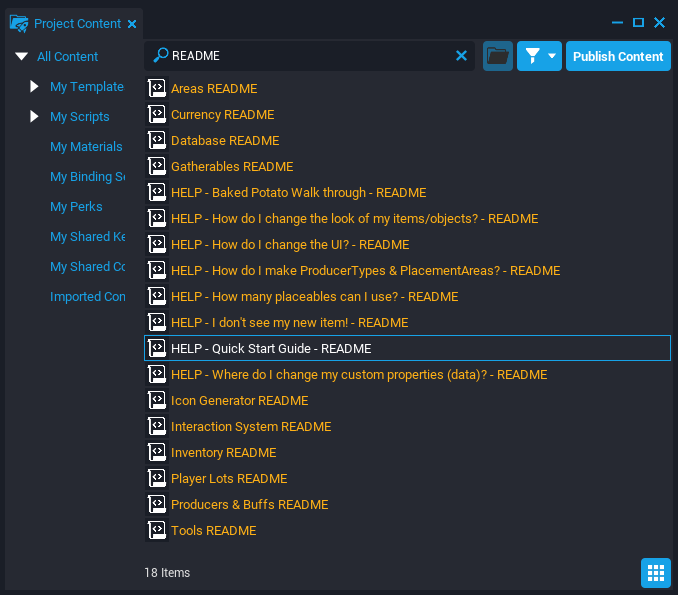 Project Content
All Content
My Template
My Scripts
My Materials
My Binding Se
My Perks
My Shared Ke
My Shared Co
Imported Con
README
Publish Content
Areas README
Currency README
Database README
Gatherables README
HELP - Baked Potato Walk through - README
HELP - How do I change the look of my items/objects? - README
HELP - How do I change the UI? - README
HELP - How do I make ProducerTypes & PlacementAreas? - README
HELP - How many placeables can I use? - README
HELP - I don't see my new item! - README
HELP - Quick Start Guide - README
HELP - Where do I change my custom properties (data)? - README
Icon Generator README
Interaction System README
Inventory README
Player Lots README
Producers & Buffs README
Tools README
18 Items